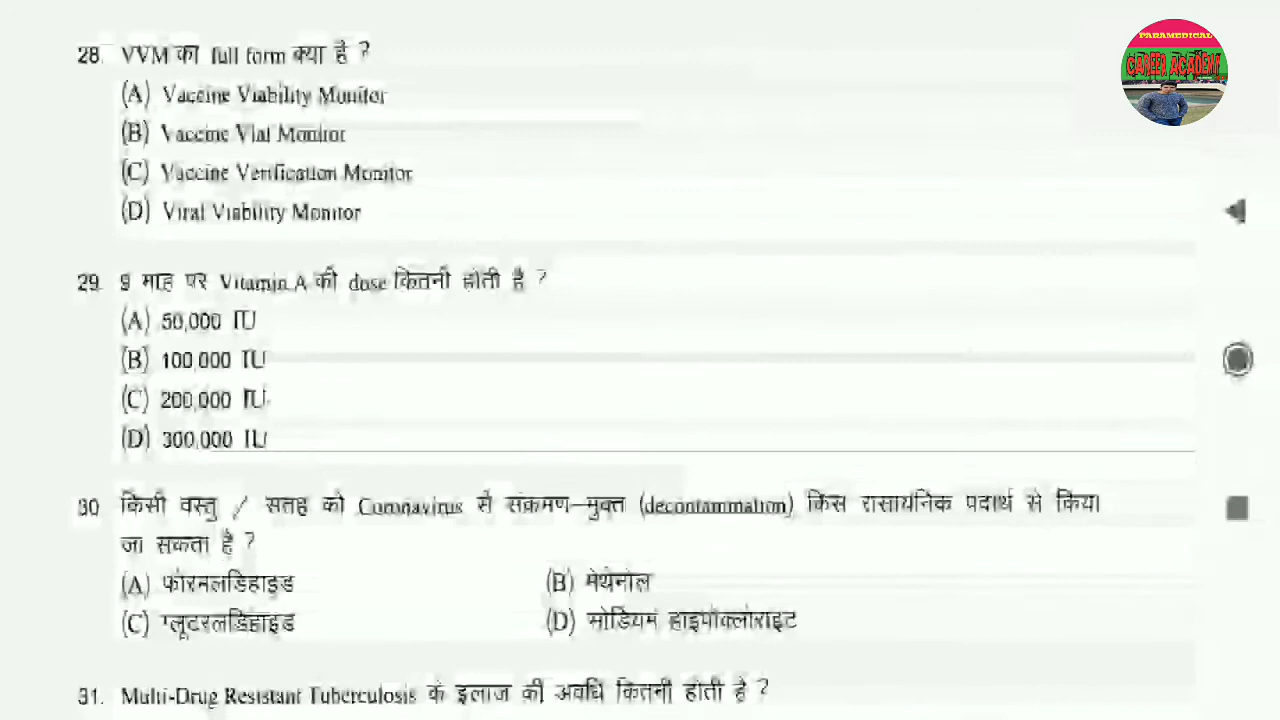 PARAMEDICAL
CAREER ACADEMY
28. VVM का full form क्या है ?
(A) Vaccine Viability Monitor
(B) Vaccine Vial Monitor
(C) Vaccine Verification Monitor
(D) Viral Viability Monitor
29. 9 माह पर Vitamin A की dose कितनी होती है ?
(A) 50,000 IU
(B) 100,000 IU
(C) 200,000 IU
(D) 300,000 IU
30 किसी वस्तु / सतह को Coronavirus से संक्रमण–मुक्त (decontammation) किस रासायनिक पदार्थ से किया
जा सकता है ?
(A) फोरमलडिहाइड (B) मेथेनोल
(C) ग्लूटरलडिहाइड (D) सोडियम हाइपोक्लोराइट
31. Multi-Drug Resistant Tuberculosis के इलाज की अवधि कितनी होती है ?